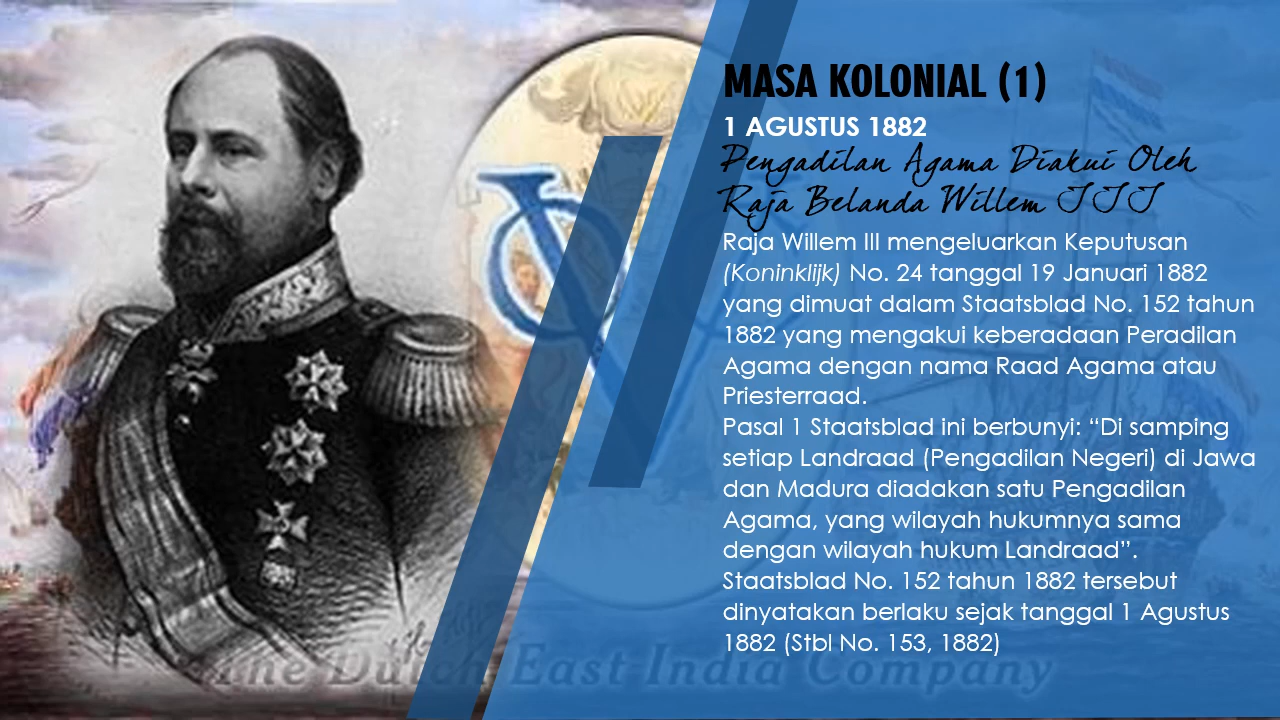 MASA KOLONIAL (1)
1 AGUSTUS 1882
Pengadilan Agama Diakui Oleh
Raja Belanda Willem III
Raja Willem III mengeluarkan Keputusan
(Koninklijk) No. 24 tanggal 19 Januari 1882
yang dimuat dalam Staatsblad No. 152 tahun
1882 yang mengakui keberadaan Peradilan
Agama dengan nama Raad Agama atau
Priesterraad.
Pasal 1 Staatsblad ini berbunyi: “Di samping
setiap Landraad (Pengadilan Negeri) di Jawa
dan Madura diadakan satu Pengadilan
Agama, yang wilayah hukumnya sama
dengan wilayah hukum Landraad”.
Staatsblad No. 152 tahun 1882 tersebut
dinyatakan berlaku sejak tanggal 1 Agustus
1882 (Stbl No. 153, 1882)
The Dutch East India Company